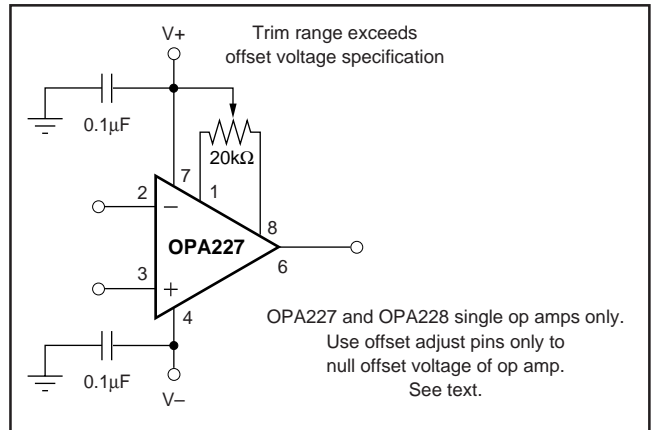 V+
Trim range exceeds
offset voltage specification
0.1µF
20kΩ
7
1
2
−
8
OPA227
6
3
+
4
OPA227 and OPA228 single op amps only.
Use offset adjust pins only to
null offset voltage of op amp.
See text.
0.1µF
V−